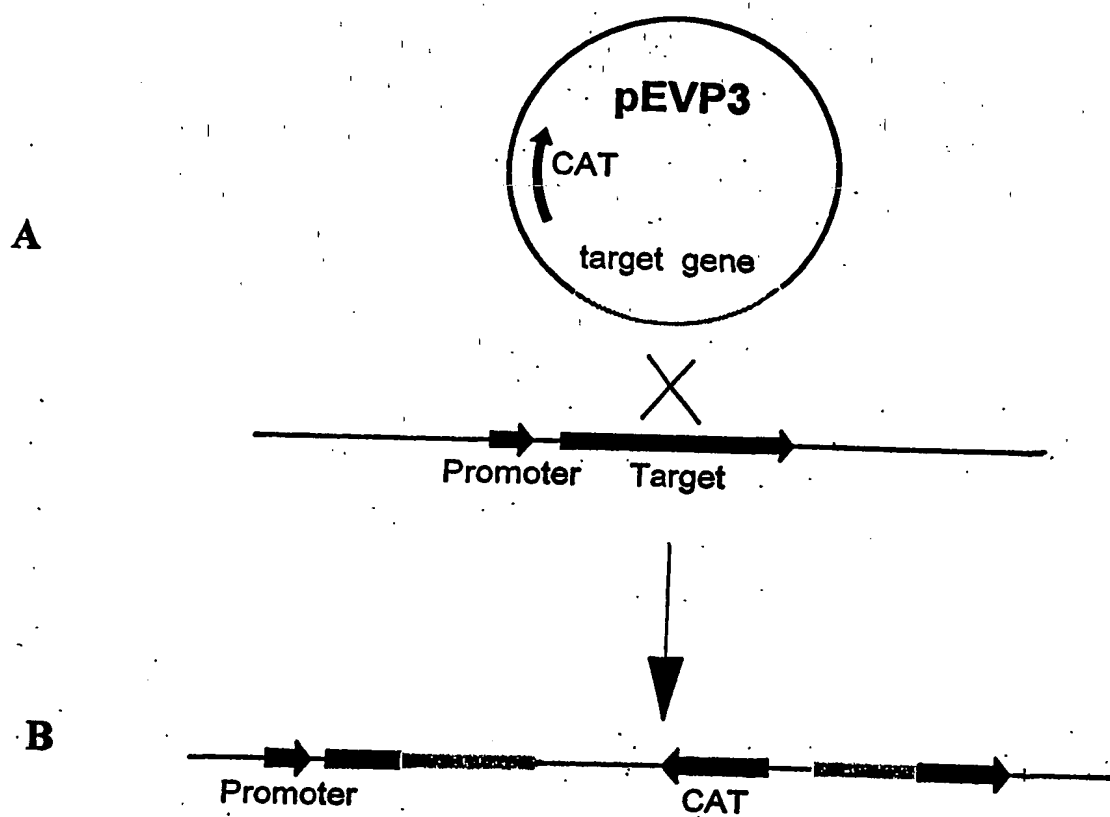 pEVP3
CAT
A
target gene
Promoter Target
B
Promoter CAT